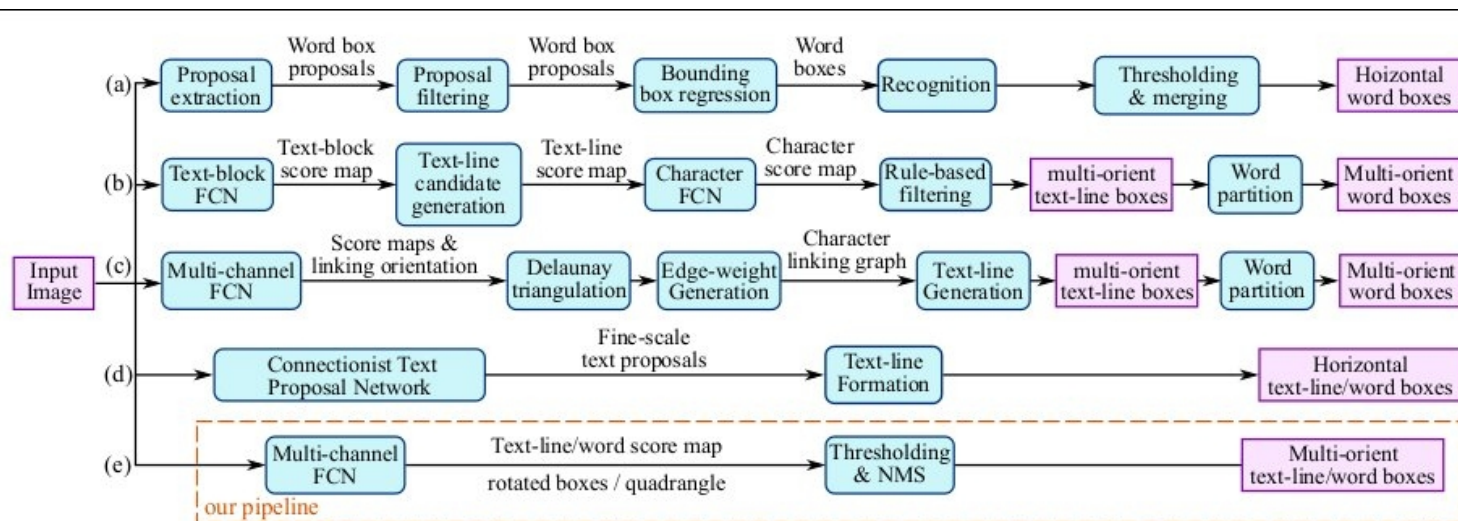 Word box
proposals
Word box
proposals
Word
boxes
(a)
Proposal
extraction
Proposal
filtering
Bounding
box regression
Recognition
Thresholding
& merging
Hoizontal
word boxes
Text-block
score map
Text-line
score map
Character
score map
(b)
Text-block
FCN
Text-line
candidate
generation
Character
FCN
Rule-based
filtering
multi-orient
text-line boxes
Word
partition
Multi-orient
word boxes
Input
Image
(c)
Score maps &
linking orientation
Character
linking graph
Multi-channel
FCN
Delaunay
triangulation
Edge-weight
Generation
Text-line
Generation
multi-orient
text-line boxes
Word
partition
Multi-orient
word boxes
(d)
Connectionist Text
Proposal Network
Fine-scale
text proposals
Text-line
Formation
Horizontal
text-line/word boxes
(e)
Multi-channel
FCN
Text-line/word score map
rotated boxes / quadrangle
Thresholding
& NMS
Multi-orient
text-line/word boxes
our pipeline